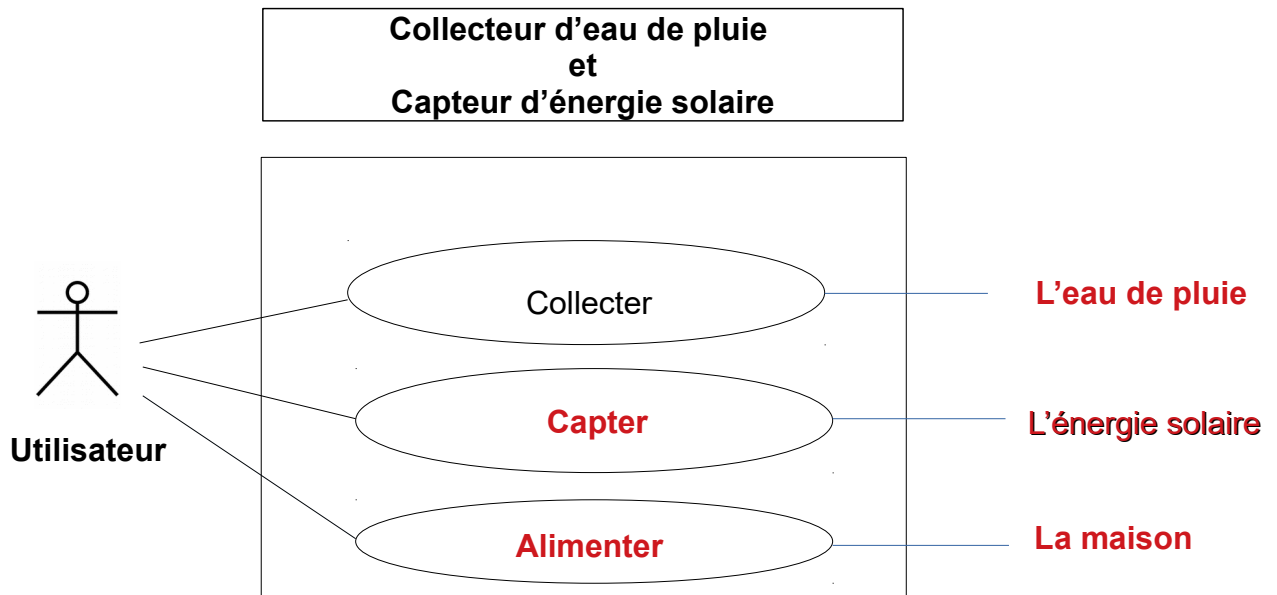 Collecteur d’eau de pluie
et
Capteur d’énergie solaire
Collecter
L’eau de pluie
Capter
L’énergie solaire
Utilisateur
Alimenter
La maison